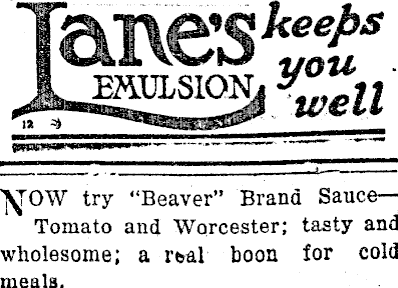 Lane's keeps
EMULSION you
well
12
NOW try "Beaver" Brand Sauce—
Tomato and Worcester; tasty and
wholesome; a real boon for cold
meals.